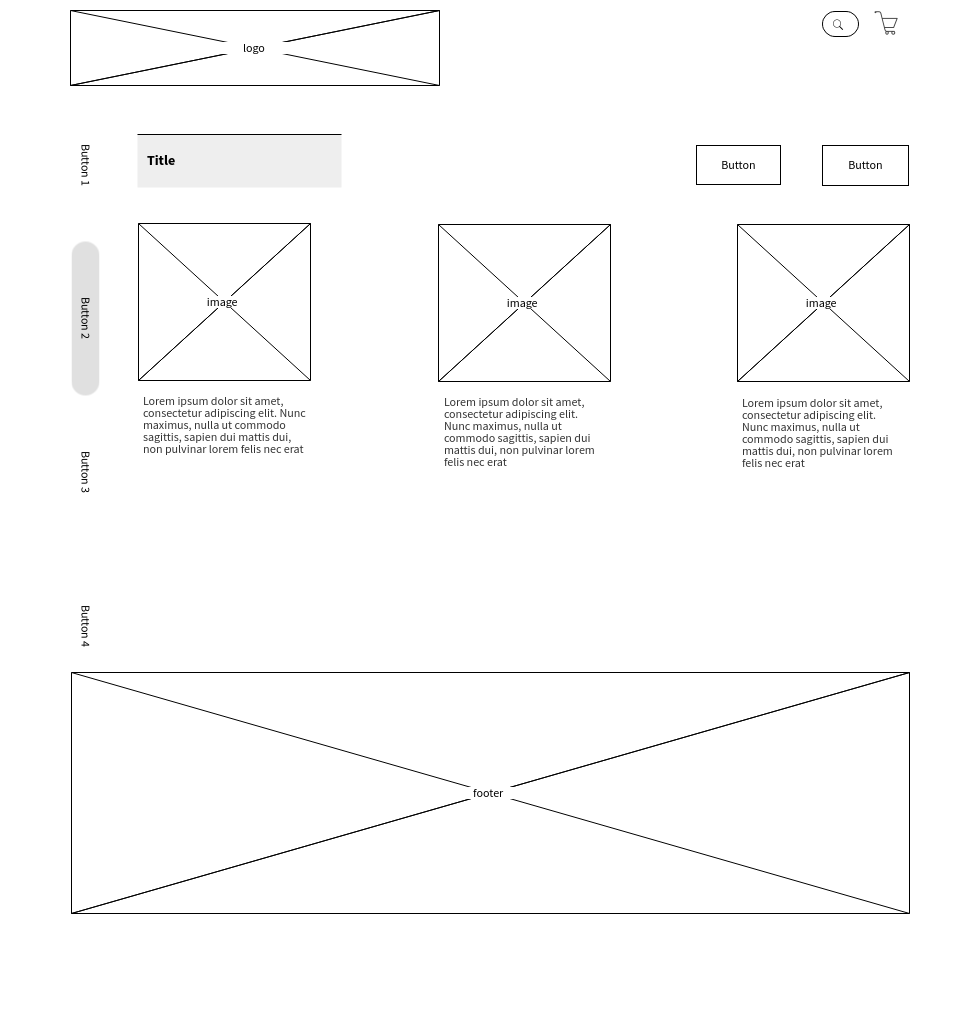 logo
Button 1
Title
Button
Button
Button 2
image
image
image
Lorem ipsum dolor sit amet,
consectetur adipiscing elit. Nunc
maximus, nulla ut commodo
sagittis, sapien dui mattis dui,
non pulvinar lorem felis nec erat
Lorem ipsum dolor sit amet,
consectetur adipiscing elit.
Nunc maximus, nulla ut
commodo sagittis, sapien dui
mattis dui, non pulvinar lorem
felis nec erat
Lorem ipsum dolor sit amet,
consectetur adipiscing elit.
Nunc maximus, nulla ut
commodo sagittis, sapien dui
mattis dui, non pulvinar lorem
felis nec erat
Button 3
Button 4
footer